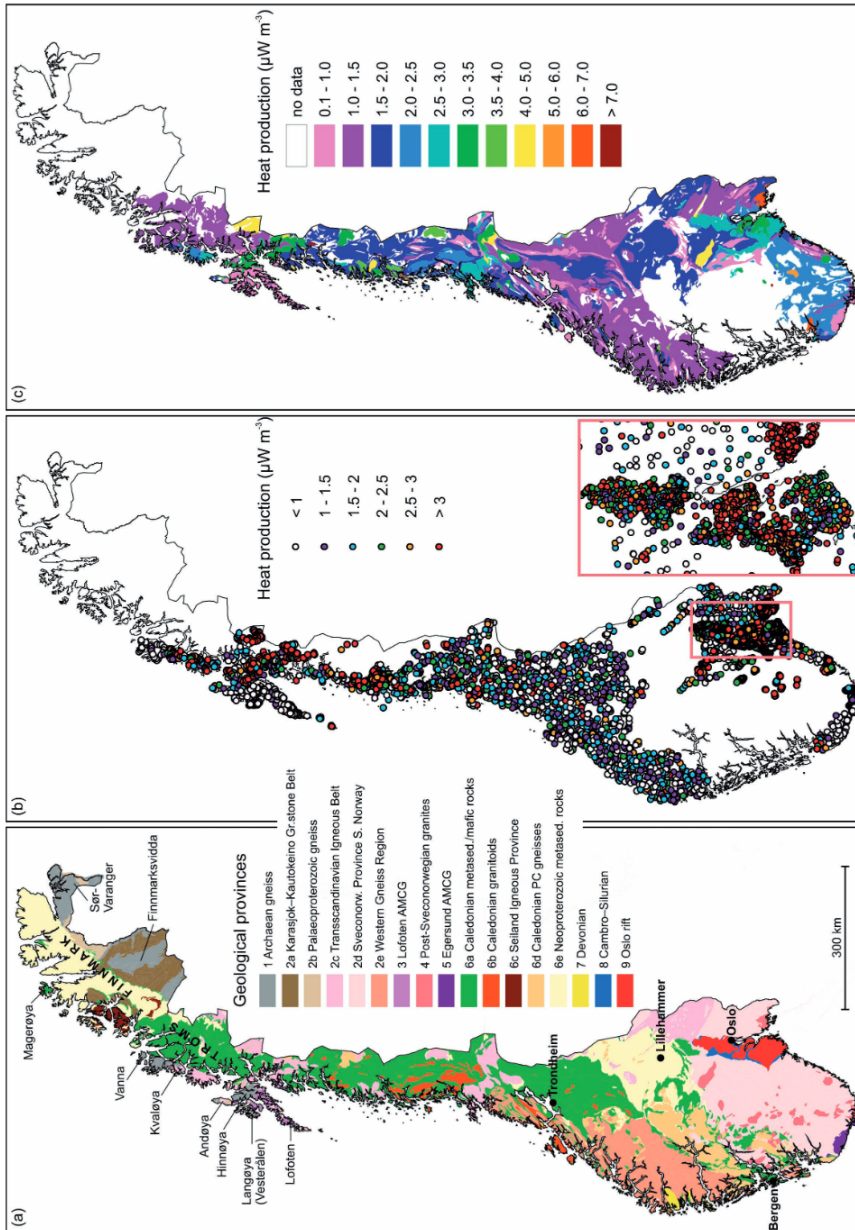 (a)
Magerøya
Sør-
Varanger
Finnmarksvidda
FINNMARK
TROMS
Vanna
Kvaløya
Andøya
Hinnøya
Langøya
(Vesterålen)
Lofoten
Trondheim
Lillehammer
Oslo
Bergen
300 km
Geological provinces
1 Archaean gneiss
2a Karasjok–Kautokeino Gr.stone Belt
2b Palaeoproterozoic gneiss
2c Transscandinavian Igneous Belt
2d Sveconorw. Province S. Norway
2e Western Gneiss Region
3 Lofoten AMCG
4 Post-Sveconorwegian granites
5 Egersund AMCG
6a Caledonian metased./mafic rocks
6b Caledonian granitoids
6c Seiland Igneous Province
6d Caledonian PC gneisses
6e Neoproterozoic metased. rocks
7 Devonian
8 Cambro–Silurian
9 Oslo rift
(b)
Heat production (µW m⁻³)
< 1
1 - 1.5
1.5 - 2
2 - 2.5
2.5 - 3
> 3
(c)
Heat production (µW m⁻³)
no data
0.1 - 1.0
1.0 - 1.5
1.5 - 2.0
2.0 - 2.5
2.5 - 3.0
3.0 - 3.5
3.5 - 4.0
4.0 - 5.0
5.0 - 6.0
6.0 - 7.0
> 7.0